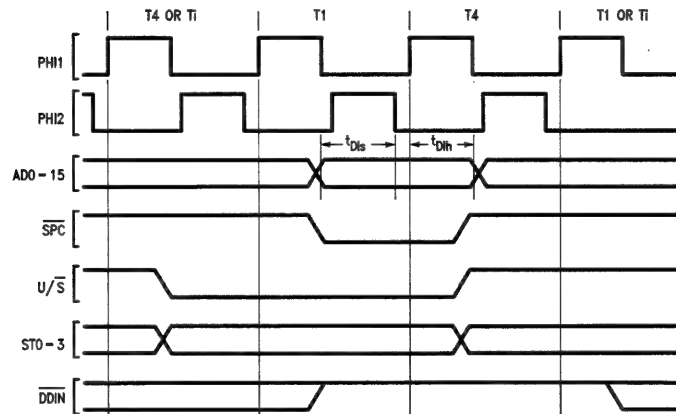 T4 OR Ti T1 T4 T1 OR Ti
PHI1
PHI2
tDIs tDIh
AD0-15
SPC
U/S
ST0-3
DDIN